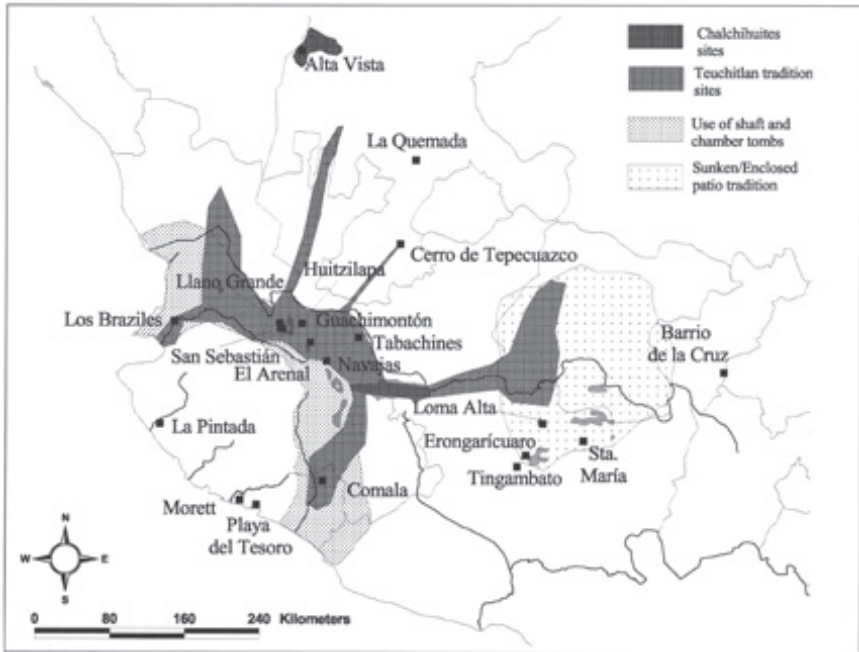 Chalchihuites
sites
Alta Vista
Teuchitlan tradition
sites
La Quemada
Use of shaft and
chamber tombs
Sunken/Enclosed
patio tradition
Cerro de Tepecuazco
Huitzilapa
Llano Grande
Los Braziles
Guachimontón
Tabachines
Barrio
de la Cruz
San Sebastián
El Arenal
Navajas
Loma Alta
La Pintada
Erongarícuaro
Sta.
María
Tingambato
Comala
Morett
Playa
del Tesoro
N
W
E
S
0 80 160 240 Kilometers